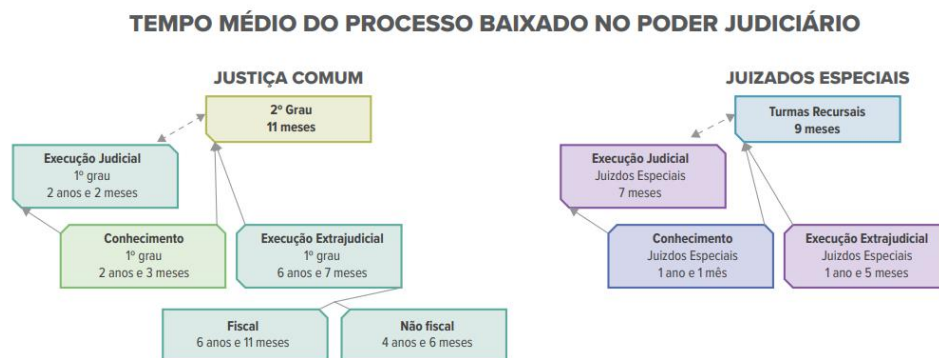 TEMPO MÉDIO DO PROCESSO BAIXADO NO PODER JUDICIÁRIO
JUSTIÇA COMUM
2º Grau
11 meses
Execução Judicial
1º grau
2 anos e 2 meses
Conhecimento
1º grau
2 anos e 3 meses
Execução Extrajudicial
1º grau
6 anos e 7 meses
Fiscal
6 anos e 11 meses
Não fiscal
4 anos e 6 meses
JUIZADOS ESPECIAIS
Turmas Recursais
9 meses
Execução Judicial
Juizdos Especiais
7 meses
Conhecimento
Juizdos Especiais
1 ano e 1 mês
Execução Extrajudicial
Juizdos Especiais
1 ano e 5 meses